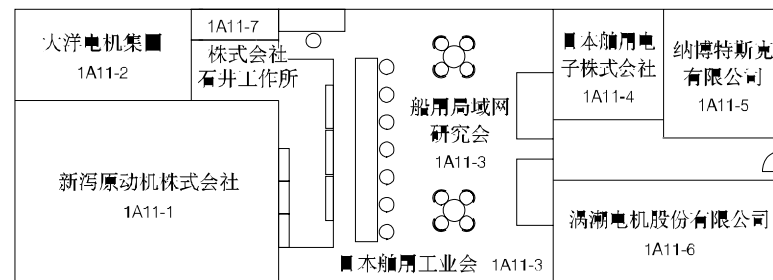 大洋电机集团
1A11-2
1A11-7
株式会社
石井工作所
新泻原动机株式会社
1A11-1
船用局域网
研究会
1A11-3
日本舶用工业会 1A11-3
日本舶用电
子株式会社
1A11-4
纳博特斯克
有限公司
1A11-5
涡潮电机股份有限公司
1A11-6